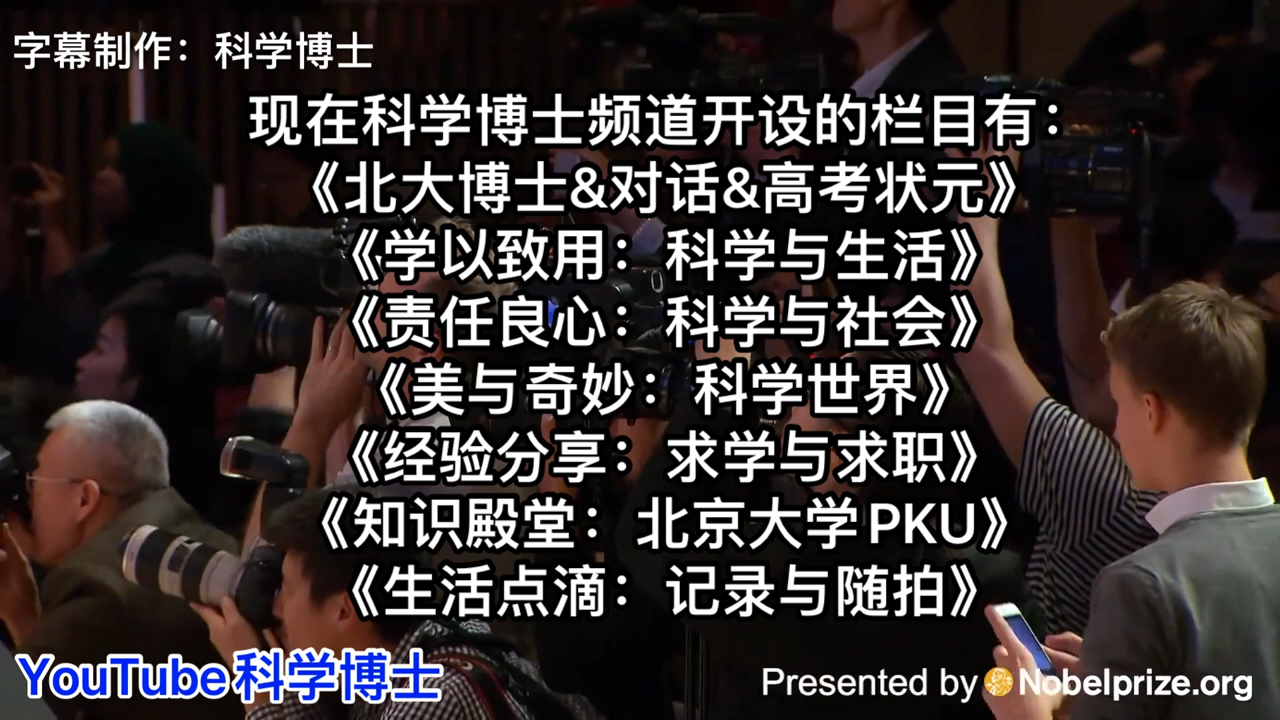 字幕制作：科学博士
现在科学博士频道开设的栏目有：
《北大博士&对话&高考状元》
《学以致用：科学与生活》
《责任良心：科学与社会》
《美与奇妙：科学世界》
《经验分享：求学与求职》
《知识殿堂：北京大学PKU》
《生活点滴：记录与随拍》
YouTube科学博士
Presented by Nobelprize.org